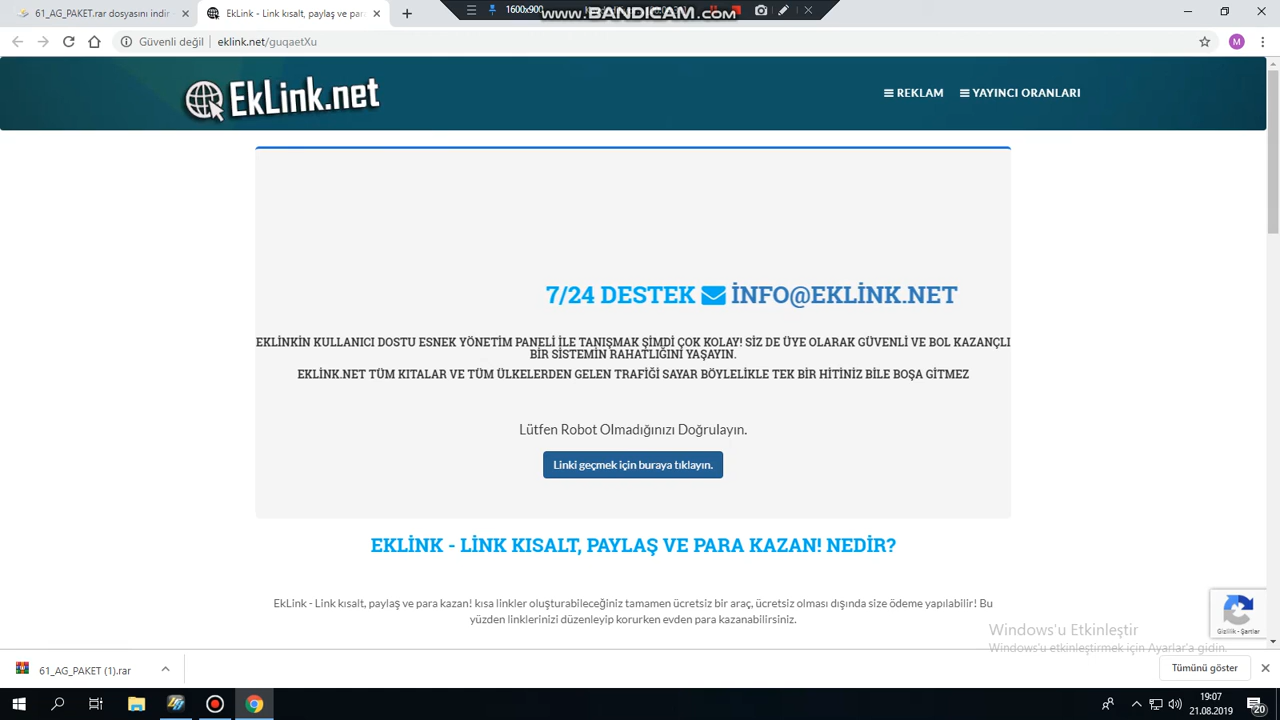 61_AG_PAKET.rar dosyasını indir
paylaş ve para kazan!
1600x900
www.BANDICAM.com
Güvenli değil
eklink.net/guqaetXu
M
EkLink.net
REKLAM
YAYINCI ORANLARI
7/24 DESTEK İNFO@EKLİNK.NET
EKLİNKİN KULLANICI DOSTU ESNEK YÖNETİM PANELİ İLE TANIŞMAK ŞİMDİ ÇOK KOLAY! SİZ DE ÜYE OLARAK GÜVENLİ VE BOL KAZANÇLI
BİR SİSTEMİN RAHATLIĞINI YAŞAYIN.
EKLİNK.NET TÜM KITALAR VE TÜM ÜLKELERDEN GELEN TRAFİĞİ SAYAR BÖYLELİKLE TEK BİR HİTİNİZ BİLE BOŞA GİTMEZ
Lütfen Robot Olmadığınızı Doğrulayın.
Linki geçmek için buraya tıklayın.
EKLİNK - LİNK KISALT, PAYLAŞ VE PARA KAZAN! NEDİR?
EkLink - Link kısalt, paylaş ve para kazan! kısa linkler oluşturabileceğiniz tamamen ücretsiz bir araç, ücretsiz olması dışında size ödeme yapılabilir! Bu
yüzden linklerinizi düzenleyip korurken evden para kazanabilirsiniz.
Gizlilik - Şartlar
Windows'u Etkinleştir
Windows'u etkinleştirmek için Ayarlar'a gidin.
61_AG_PAKET (1).rar
Tümünü göster
19:07
21.08.2019
20